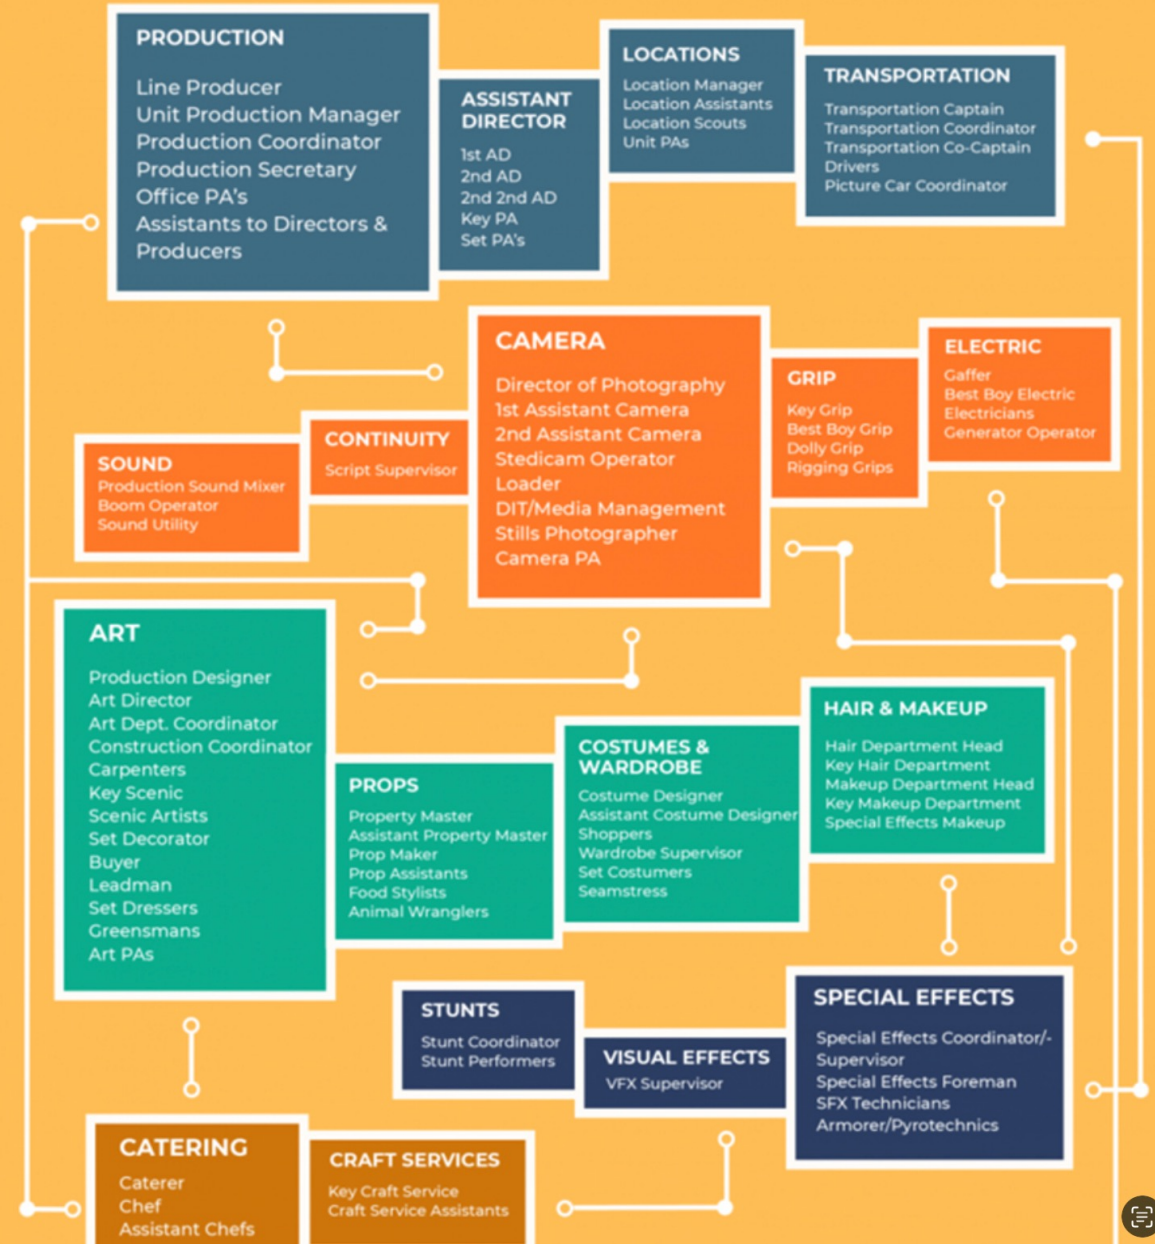 PRODUCTION
Line Producer
Unit Production Manager
Production Coordinator
Production Secretary
Office PA's
Assistants to Directors &
Producers
ASSISTANT
DIRECTOR
1st AD
2nd AD
2nd 2nd AD
Key PA
Set PA's
LOCATIONS
Location Manager
Location Assistants
Location Scouts
Unit PAs
TRANSPORTATION
Transportation Captain
Transportation Coordinator
Transportation Co-Captain
Drivers
Picture Car Coordinator
SOUND
Production Sound Mixer
Boom Operator
Sound Utility
CONTINUITY
Script Supervisor
CAMERA
Director of Photography
1st Assistant Camera
2nd Assistant Camera
Stedicam Operator
Loader
DIT/Media Management
Stills Photographer
Camera PA
GRIP
Key Grip
Best Boy Grip
Dolly Grip
Rigging Grips
ELECTRIC
Gaffer
Best Boy Electric
Electricians
Generator Operator
ART
Production Designer
Art Director
Art Dept. Coordinator
Construction Coordinator
Carpenters
Key Scenic
Scenic Artists
Set Decorator
Buyer
Leadman
Set Dressers
Greensmans
Art PAs
PROPS
Property Master
Assistant Property Master
Prop Maker
Prop Assistants
Food Stylists
Animal Wranglers
COSTUMES &
WARDROBE
Costume Designer
Assistant Costume Designer
Shoppers
Wardrobe Supervisor
Set Costumers
Seamstress
HAIR & MAKEUP
Hair Department Head
Key Hair Department
Makeup Department Head
Key Makeup Department
Special Effects Makeup
STUNTS
Stunt Coordinator
Stunt Performers
VISUAL EFFECTS
VFX Supervisor
SPECIAL EFFECTS
Special Effects Coordinator/-
Supervisor
Special Effects Foreman
SFX Technicians
Armorer/Pyrotechnics
CATERING
Caterer
Chef
Assistant Chefs
CRAFT SERVICES
Key Craft Service
Craft Service Assistants